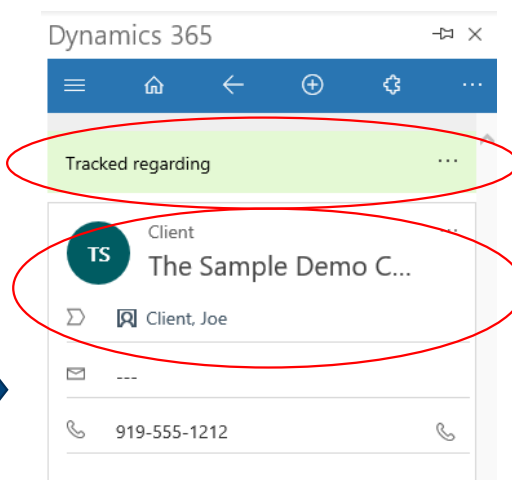 Dynamics 365
Tracked regarding
Client
TS
The Sample Demo C...
Client, Joe
---
919-555-1212